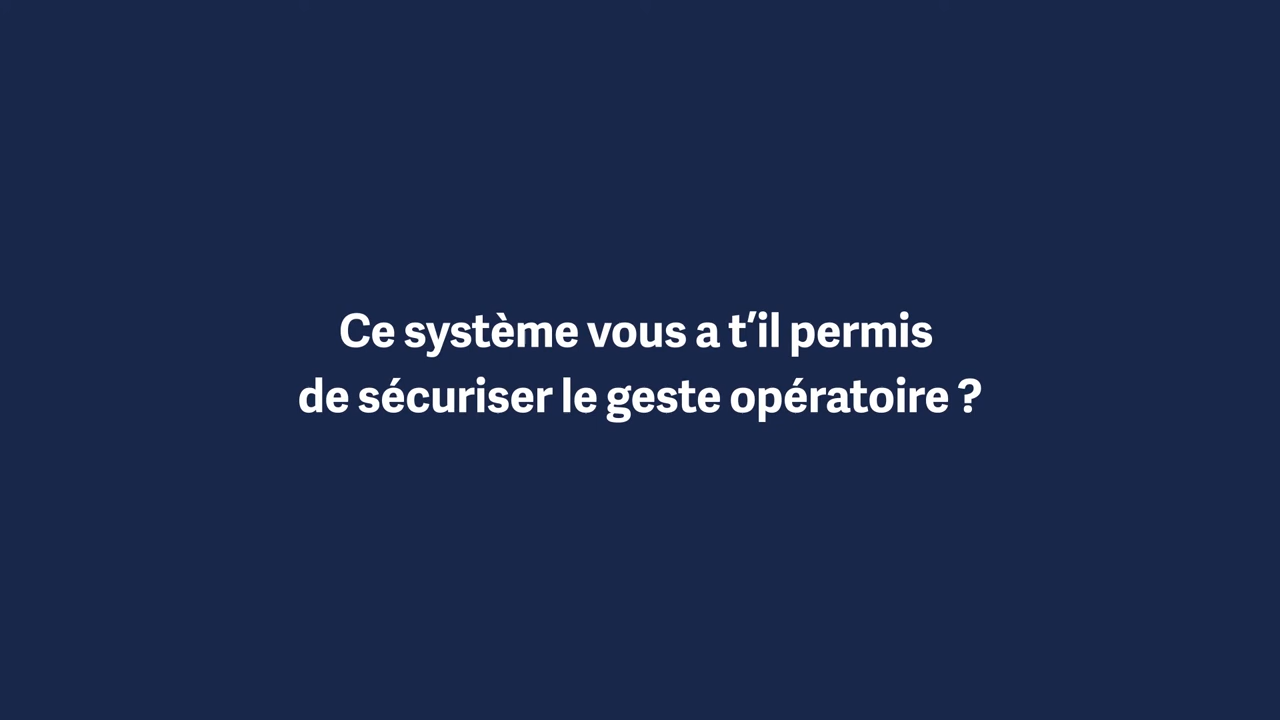 Ce système vous a t’il permis
de sécuriser le geste opératoire ?